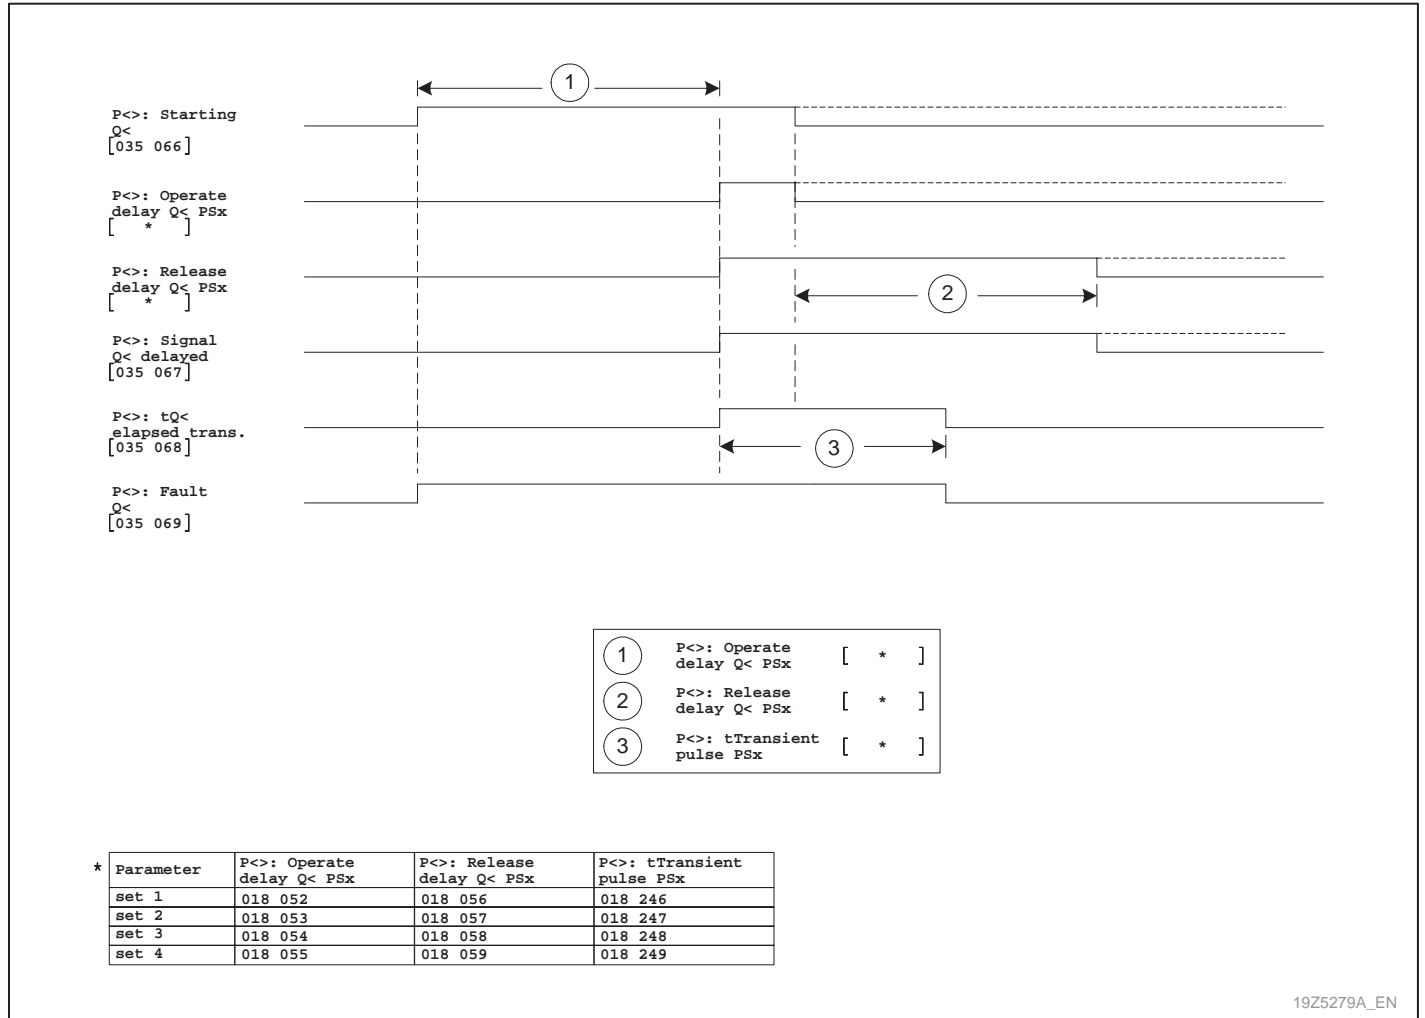 1
P<>: Starting
Q<
[035 066]
P<>: Operate
delay Q< PSx
[ * ]
P<>: Release
delay Q< PSx
[ * ]
2
P<>: Signal
Q< delayed
[035 067]
P<>: tQ<
elapsed trans.
[035 068]
3
P<>: Fault
Q<
[035 069]
1 P<>: Operate
delay Q< PSx [ * ]
2 P<>: Release
delay Q< PSx [ * ]
3 P<>: tTransient
pulse PSx [ * ]
* Parameter P<>: Operate
delay Q< PSx P<>: Release
delay Q< PSx P<>: tTransient
pulse PSx
set 1 018 052 018 056 018 246
set 2 018 053 018 057 018 247
set 3 018 054 018 058 018 248
set 4 018 055 018 059 018 249
19Z5279A_EN